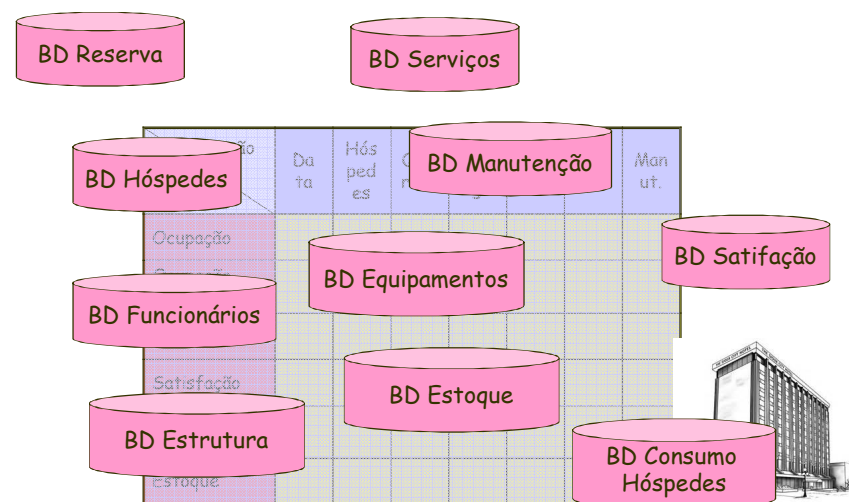 BD Reserva
BD Serviços
BD Hóspedes
Da
ta
Hós
ped
es
BD Manutenção
Man
ut.
Ocupação
BD Satifação
BD Equipamentos
BD Funcionários
Satisfação
BD Estoque
BD Estrutura
BD Consumo
Hóspedes
Estoque